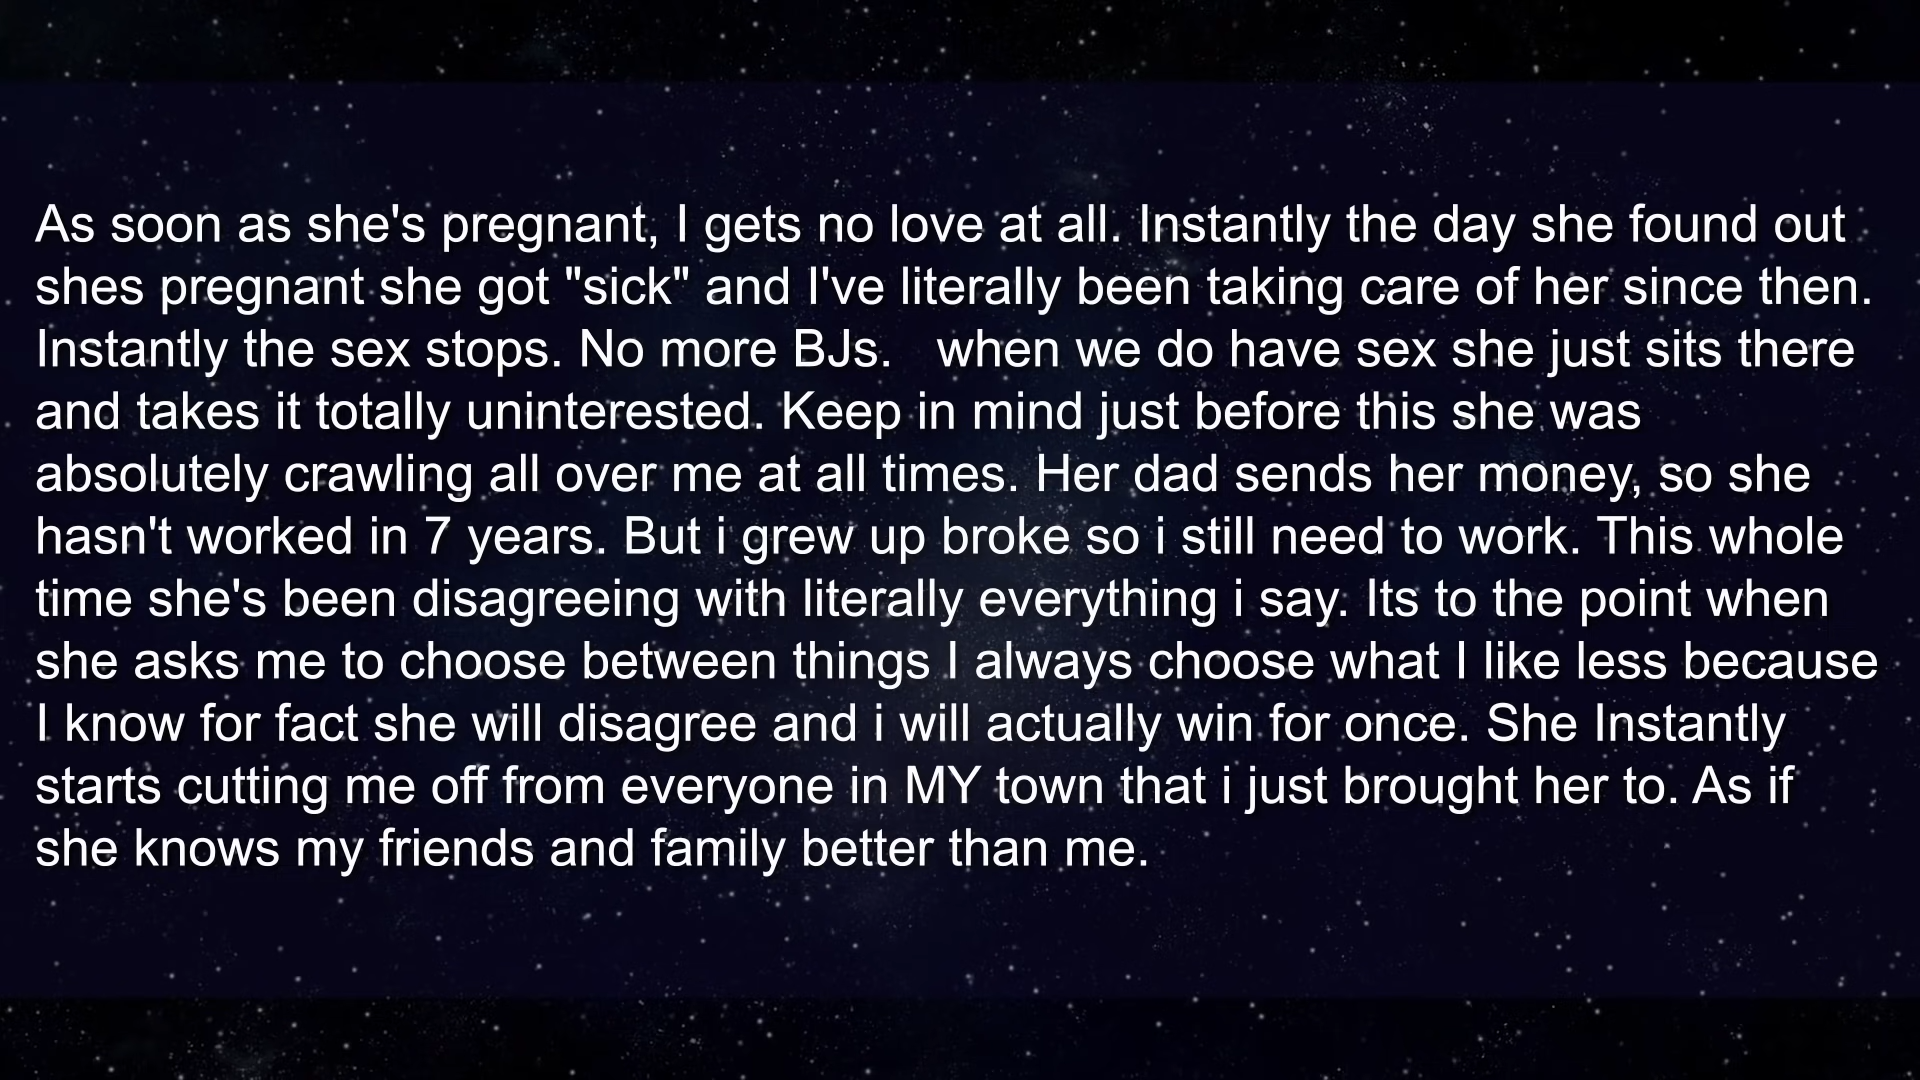 As soon as she's pregnant, I gets no love at all. Instantly the day she found out
shes pregnant she got "sick" and I've literally been taking care of her since then.
Instantly the sex stops. No more BJs.   when we do have sex she just sits there
and takes it totally uninterested. Keep in mind just before this she was
absolutely crawling all over me at all times. Her dad sends her money, so she
hasn't worked in 7 years. But i grew up broke so i still need to work. This whole
time she's been disagreeing with literally everything i say. Its to the point when
she asks me to choose between things I always choose what I like less because
I know for fact she will disagree and i will actually win for once. She Instantly
starts cutting me off from everyone in MY town that i just brought her to. As if
she knows my friends and family better than me.